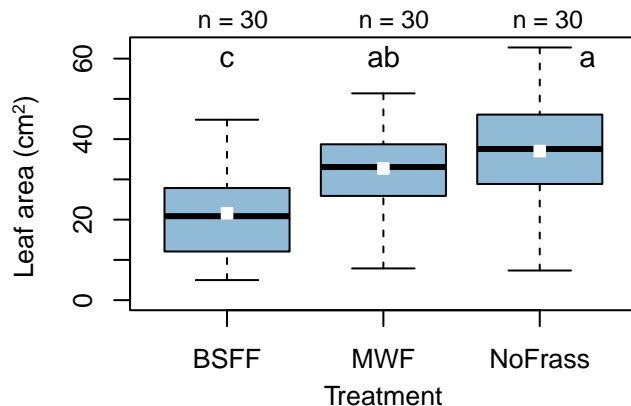 n = 30 n = 30 n = 30
c ab a
60
40
20
0
Leaf area (cm²)
BSFF MWF NoFrass
Treatment